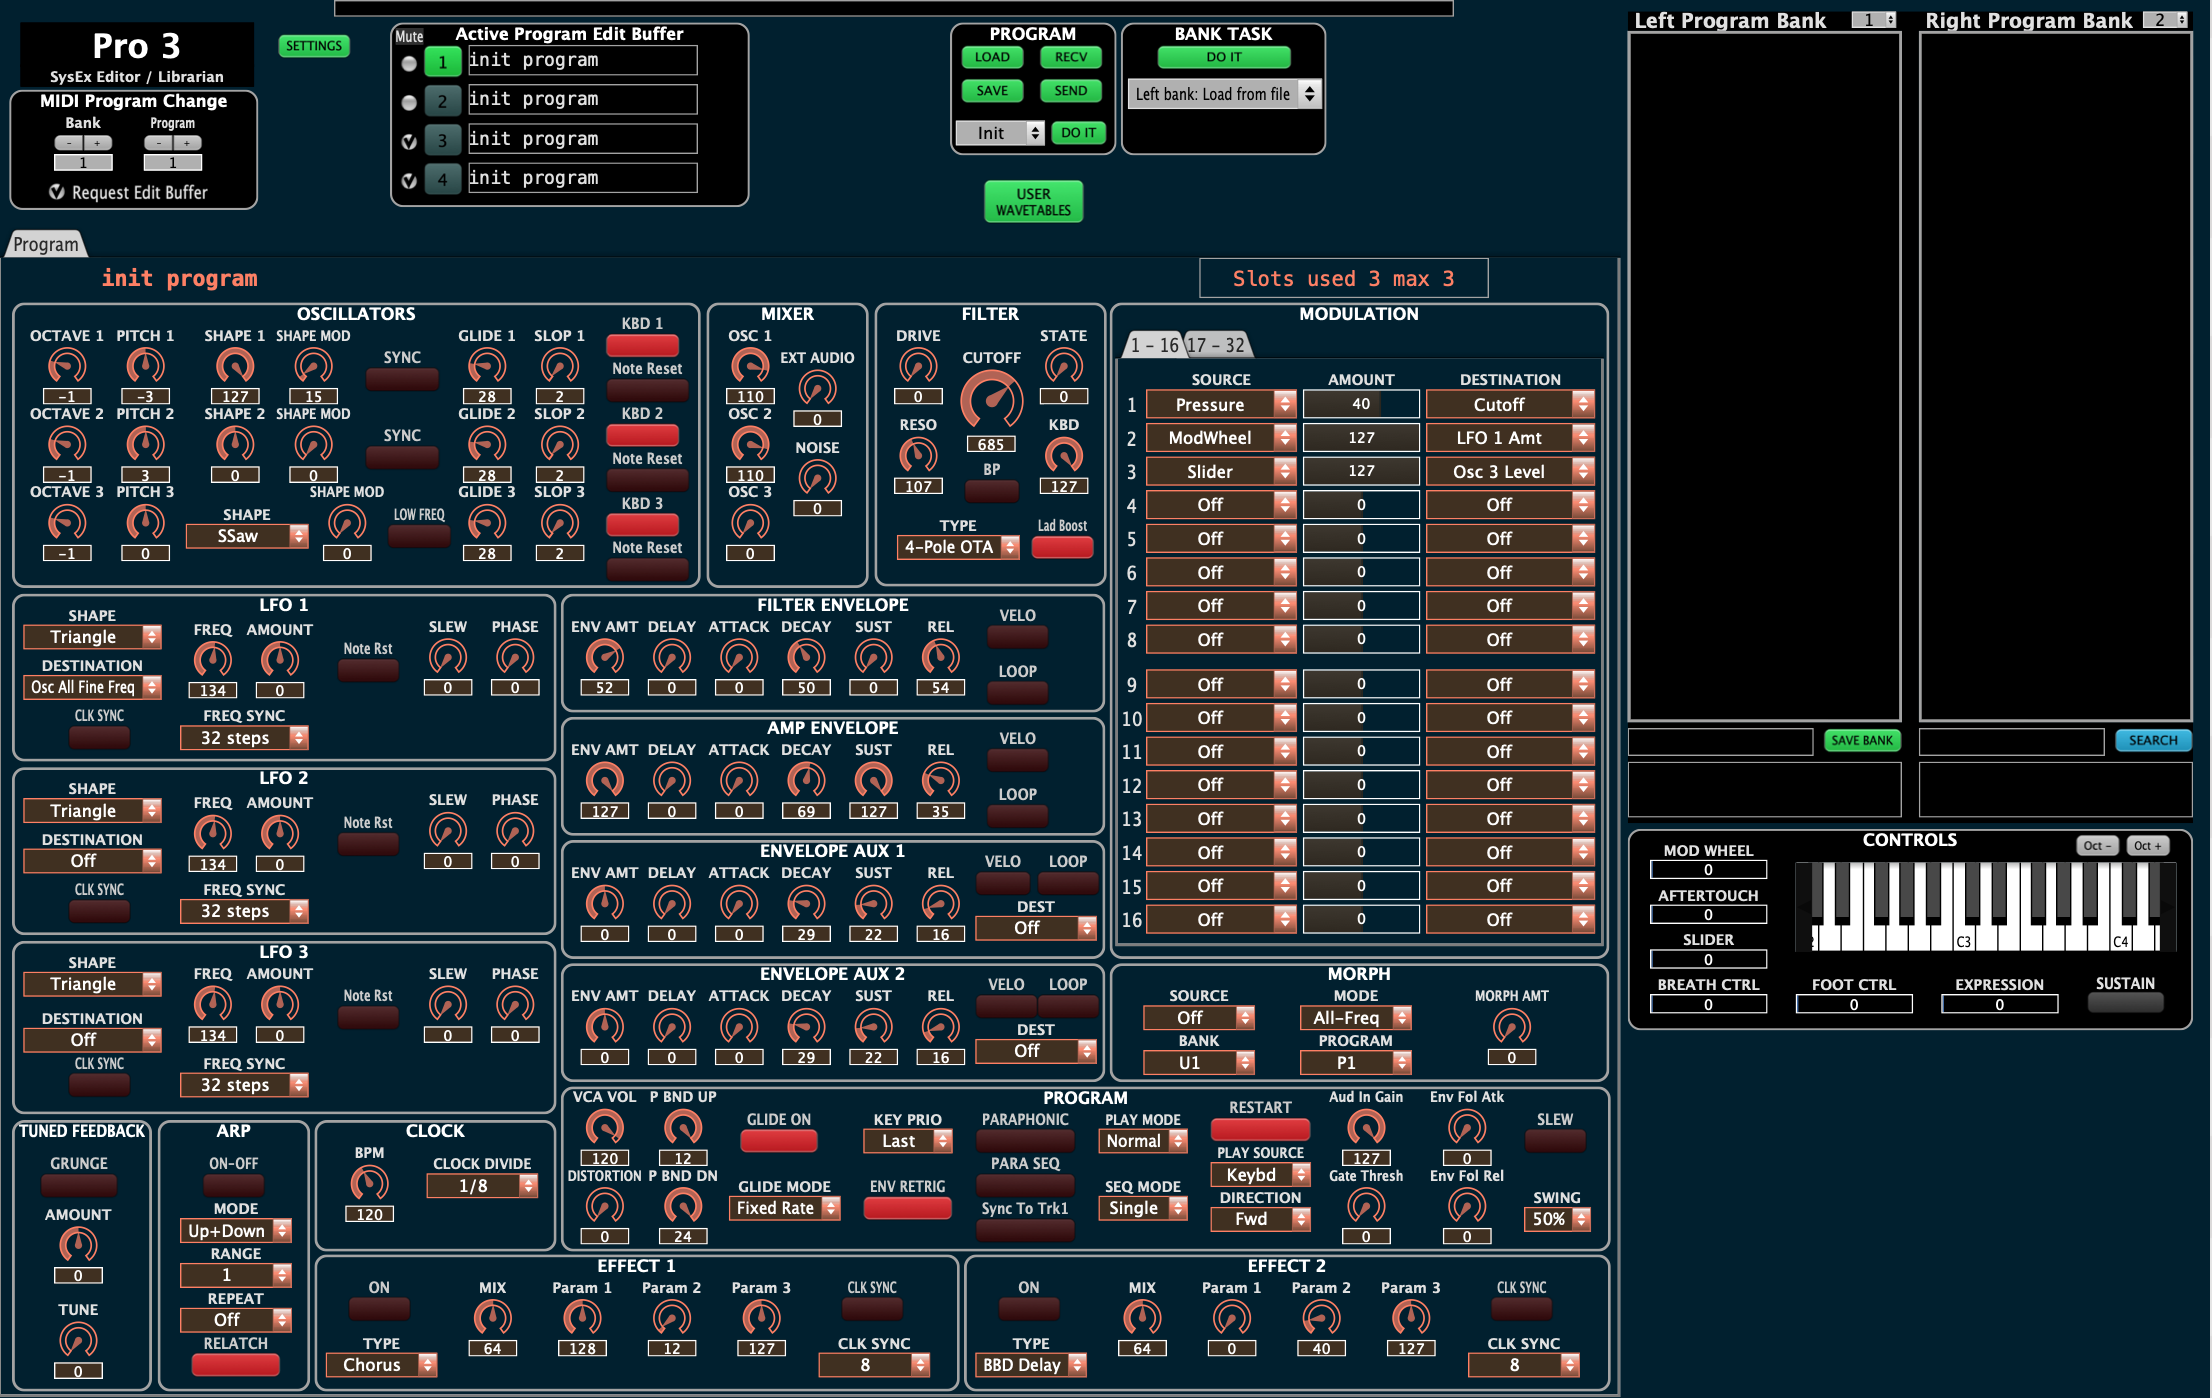 Pro 3
SysEx Editor / Librarian
SETTINGS
MIDI Program Change
Bank Program
- + - +
1 1
Request Edit Buffer
Mute Active Program Edit Buffer
1 init program
2 init program
3 init program
4 init program
PROGRAM
LOAD RECV
SAVE SEND
Init DO IT
BANK TASK
DO IT
Left bank: Load from file
USER
WAVETABLES
Left Program Bank 1
Right Program Bank 2
Program
init program
Slots used 3 max 3
OSCILLATORS
OCTAVE 1 PITCH 1 SHAPE 1 SHAPE MOD SYNC GLIDE 1 SLOP 1 KBD 1
Note Reset
-1 -3 127 15 28 2
OCTAVE 2 PITCH 2 SHAPE 2 SHAPE MOD SYNC GLIDE 2 SLOP 2 KBD 2
Note Reset
-1 3 0 0 28 2
OCTAVE 3 PITCH 3 SHAPE SHAPE MOD LOW FREQ GLIDE 3 SLOP 3 KBD 3
SSaw
Note Reset
-1 0 0 28 2
MIXER
OSC 1 EXT AUDIO
110 0
OSC 2 NOISE
110 0
OSC 3
0
FILTER
DRIVE CUTOFF STATE
0 685 0
RESO BP KBD
107 127
TYPE Lad Boost
4-Pole OTA
MODULATION
1 - 16 17 - 32
SOURCE AMOUNT DESTINATION
1 Pressure 40 Cutoff
2 ModWheel 127 LFO 1 Amt
3 Slider 127 Osc 3 Level
4 Off 0 Off
5 Off 0 Off
6 Off 0 Off
7 Off 0 Off
8 Off 0 Off
9 Off 0 Off
10 Off 0 Off
11 Off 0 Off
12 Off 0 Off
13 Off 0 Off
14 Off 0 Off
15 Off 0 Off
16 Off 0 Off
LFO 1
SHAPE FREQ AMOUNT Note Rst SLEW PHASE
Triangle
DESTINATION
Osc All Fine Freq 134 0 0 0
CLK SYNC FREQ SYNC
32 steps
LFO 2
SHAPE FREQ AMOUNT Note Rst SLEW PHASE
Triangle
DESTINATION
Off 134 0 0 0
CLK SYNC FREQ SYNC
32 steps
LFO 3
SHAPE FREQ AMOUNT Note Rst SLEW PHASE
Triangle
DESTINATION
Off 134 0 0 0
CLK SYNC FREQ SYNC
32 steps
FILTER ENVELOPE
ENV AMT DELAY ATTACK DECAY SUST REL VELO
LOOP
52 0 0 50 0 54
AMP ENVELOPE
ENV AMT DELAY ATTACK DECAY SUST REL VELO
LOOP
127 0 0 69 127 35
ENVELOPE AUX 1
ENV AMT DELAY ATTACK DECAY SUST REL VELO LOOP
DEST
0 0 0 29 22 16 Off
ENVELOPE AUX 2
ENV AMT DELAY ATTACK DECAY SUST REL VELO LOOP
DEST
0 0 0 29 22 16 Off
MORPH
SOURCE MODE MORPH AMT
Off All-Freq
BANK PROGRAM
U1 P1 0
TUNED FEEDBACK
GRUNGE
AMOUNT
0
TUNE
0
ARP
ON-OFF
MODE
Up+Down
RANGE
1
REPEAT
Off
RELATCH
CLOCK
BPM CLOCK DIVIDE
1/8
120
PROGRAM
VCA VOL P BND UP GLIDE ON KEY PRIO PARAPHONIC PLAY MODE RESTART Aud In Gain Env Fol Atk SLEW
Last Normal
120 12 PARA SEQ PLAY SOURCE 127 0
Keybd
DISTORTION P BND DN GLIDE MODE ENV RETRIG Sync To Trk1 SEQ MODE DIRECTION Gate Thresh Env Fol Rel SWING
Fixed Rate Single Fwd 50%
0 24 0 0
EFFECT 1
ON MIX Param 1 Param 2 Param 3 CLK SYNC
64 128 12 127
TYPE CLK SYNC
Chorus 8
EFFECT 2
ON MIX Param 1 Param 2 Param 3 CLK SYNC
64 0 40 127
TYPE CLK SYNC
BBD Delay 8
SAVE BANK
SEARCH
CONTROLS
Oct - Oct +
MOD WHEEL
0
AFTERTOUCH
0
SLIDER
0
C3 C4
BREATH CTRL FOOT CTRL EXPRESSION SUSTAIN
0 0 0